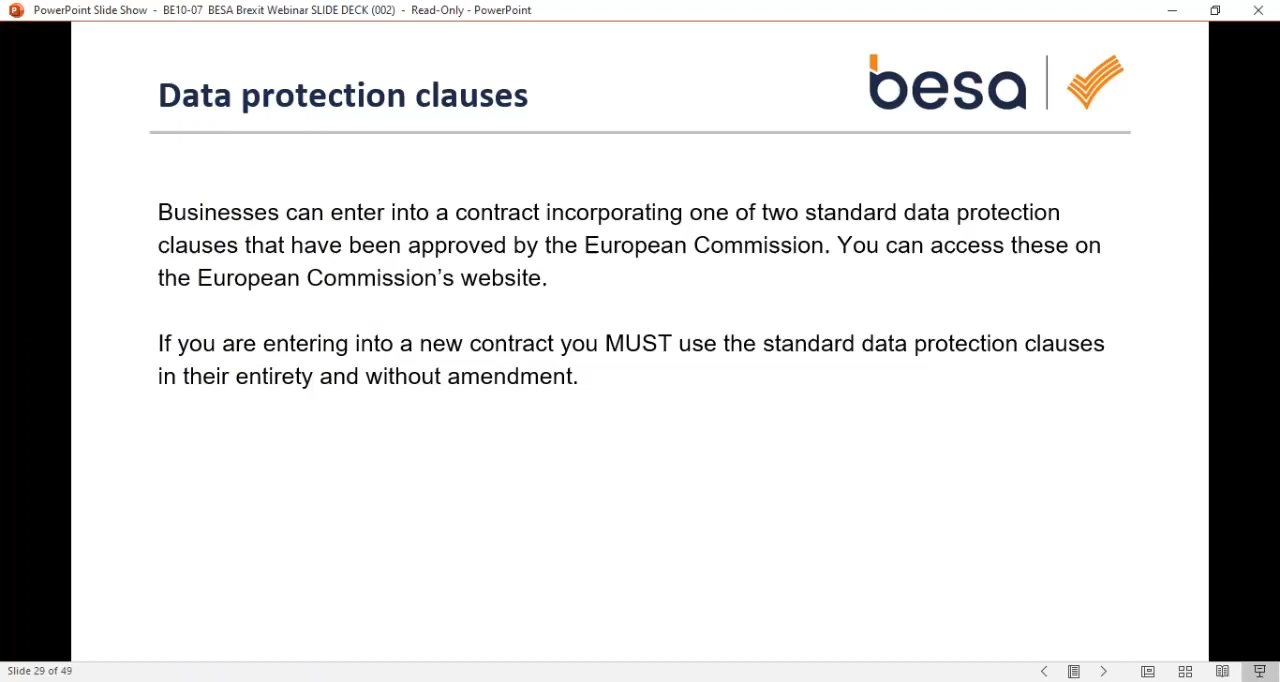 PowerPoint Slide Show - BE10-07 BESA Brexit Webinar SLIDE DECK (002) - Read-Only - PowerPoint
Data protection clauses
besa
Businesses can enter into a contract incorporating one of two standard data protection
clauses that have been approved by the European Commission. You can access these on
the European Commission’s website.
If you are entering into a new contract you MUST use the standard data protection clauses
in their entirety and without amendment.
Slide 29 of 49